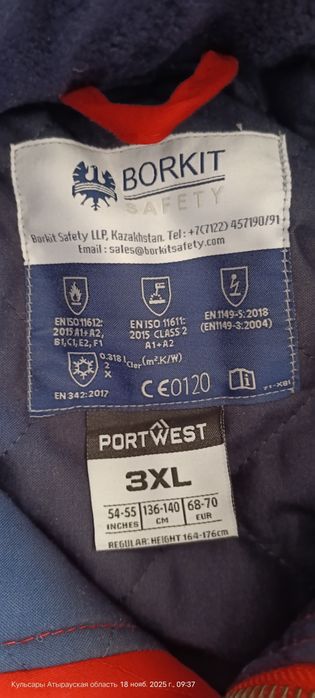 BORKIT
SAFETY
Borkit Safety LLP, Kazakhstan. Tel: +7(7122) 457190/91
Email: sales@borkitsafety.com
EN ISO 11612:
2015 A1+A2,
B1, C1, E2, F1
EN ISO 11611:
2015 CLASS 2
A1+A2
EN 1149-5:2018
(EN1149-3:2004)
0.318 Icler (m².K/W)
2
X
EN 342:2017
CE0120
i
PORTWEST
3XL
54-55 136-140 68-70
INCHES CM EUR
REGULAR: HEIGHT 164-176cm
Кульсары Атырауская область 18 нояб. 2025 г., 09:37